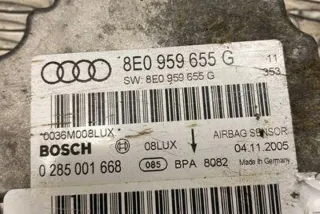 8E0 959 655 G
11
SW: 8E0 959 655 G
353
0036M008LUX
BOSCH 08LUX AIRBAG SENSOR
04.11.2005
0 285 001 668 085 BPA 8082 Made in Germany